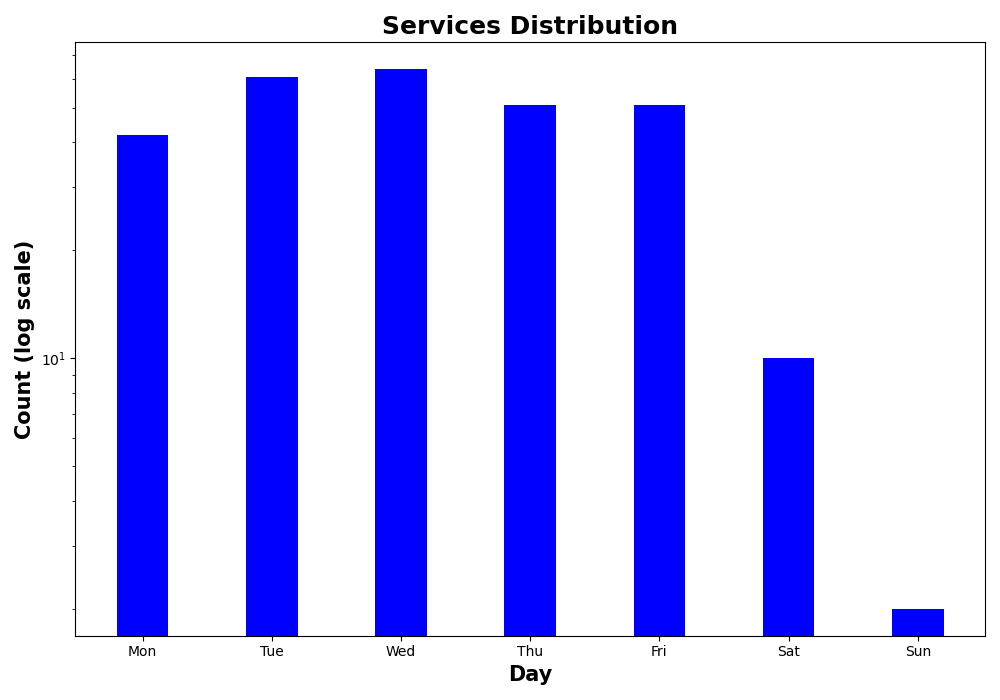 Services Distribution
Count (log scale)
10¹
Mon Tue Wed Thu Fri Sat Sun
Day